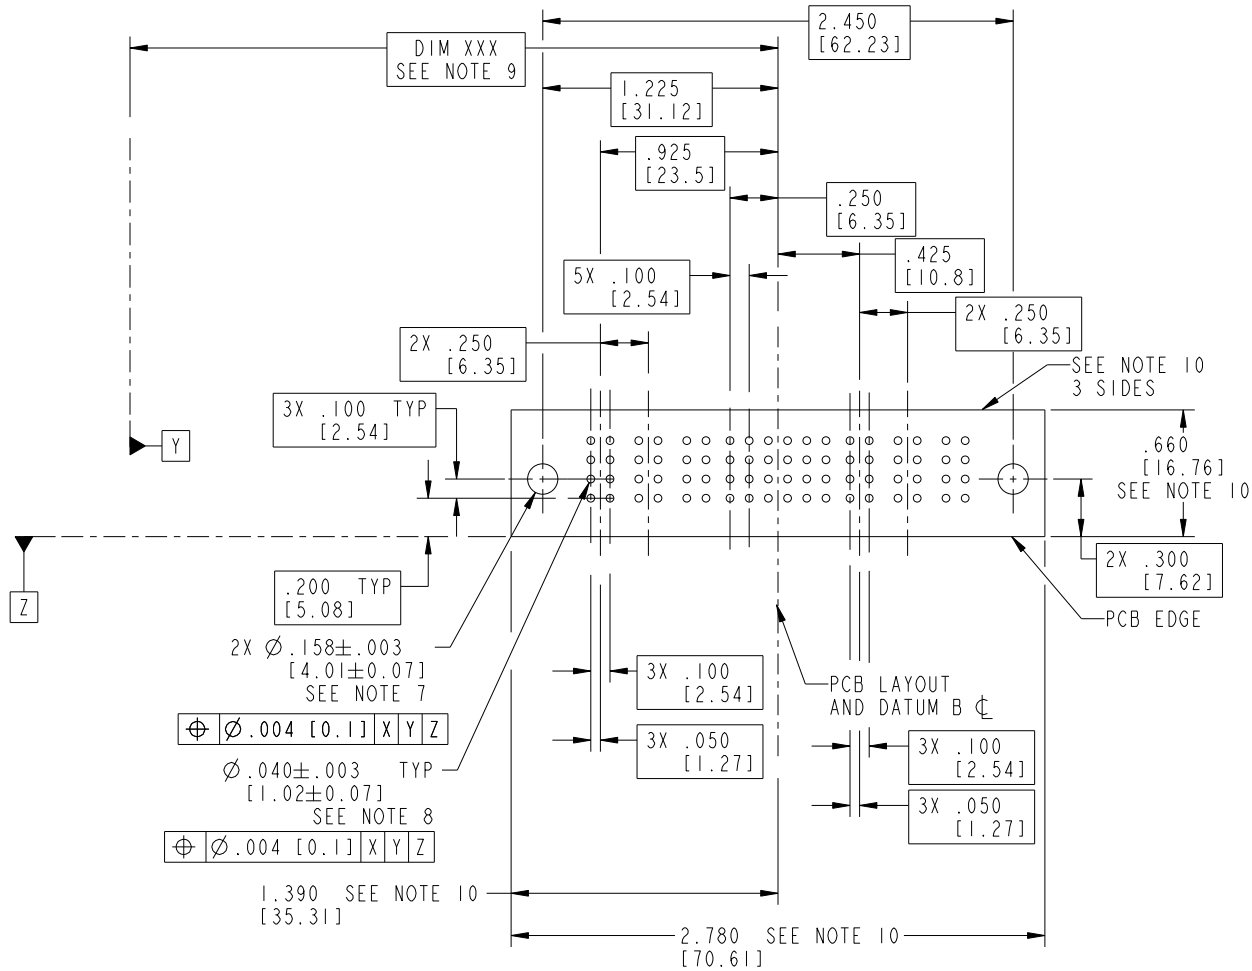 2.450
[62.23]
DIM XXX
SEE NOTE 9
1.225
[31.12]
.925
[23.5]
.250
[6.35]
.425
[10.8]
5X .100
[2.54]
2X .250
[6.35]
2X .250
[6.35]
SEE NOTE 10
3 SIDES
3X .100 TYP
[2.54]
Y
.660
[16.76]
SEE NOTE 10
2X .300
[7.62]
Z
.200 TYP
[5.08]
PCB EDGE
2X Ø.158±.003
[4.01±0.07]
SEE NOTE 7
⌖ Ø.004 [0.1] X Y Z
3X .100
[2.54]
PCB LAYOUT
AND DATUM B ℄
3X .050
[1.27]
3X .100
[2.54]
Ø.040±.003 TYP
[1.02±0.07]
SEE NOTE 8
⌖ Ø.004 [0.1] X Y Z
3X .050
[1.27]
1.390 SEE NOTE 10
[35.31]
2.780 SEE NOTE 10
[70.61]